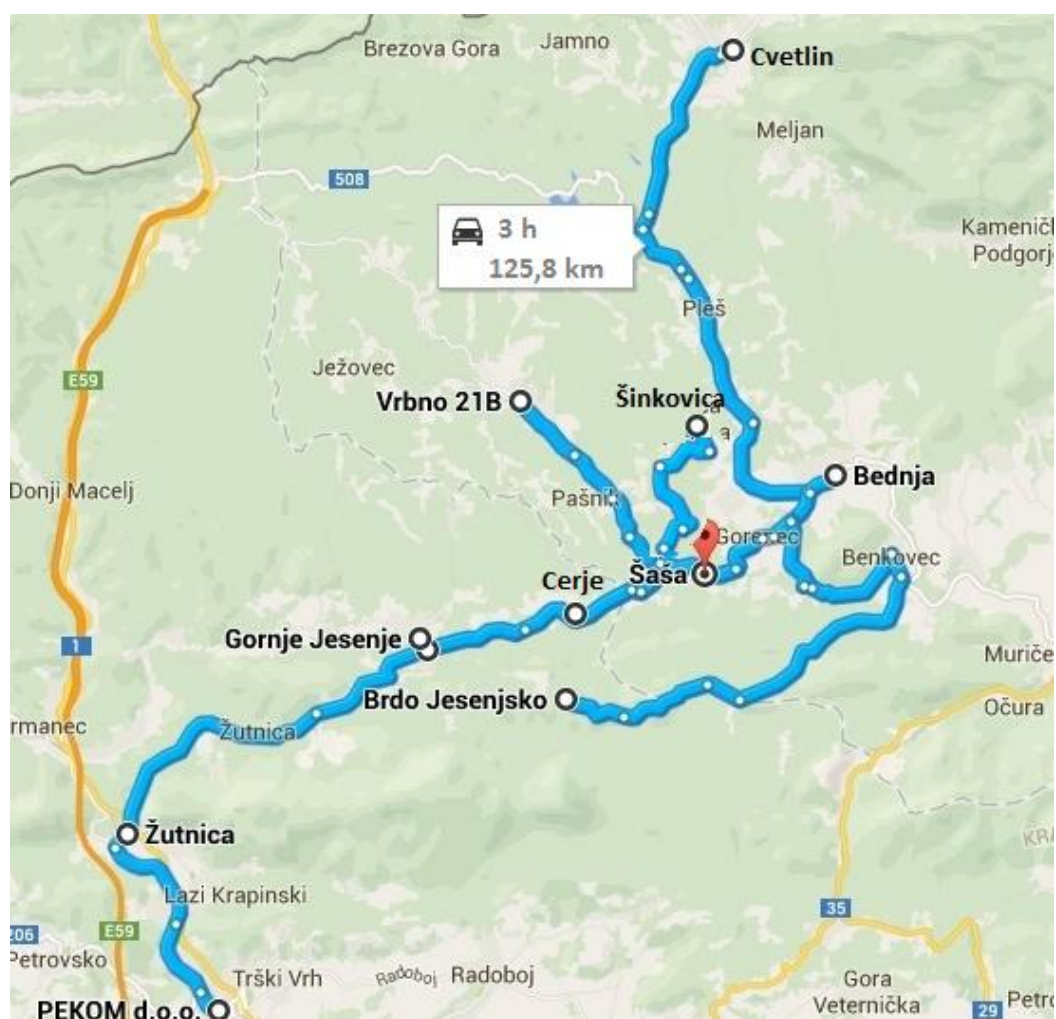 Brezova Gora
Jamno
Cvetlin
Meljan
508
3 h
125,8 km
Pleš
Podgorj
E59
Ježovec
Vrbno 21B
Šinkovica
Donji Macelj
Pašnik
Bednja
Gorenec
Benkovec
Šaša
Cerje
Gornje Jesenje
1
Muriče
Brdo Jesenjsko
Očura
rmanec
Žutnica
Žutnica
Lazi Krapinski
35
206
E59
Petrovsko
Trški Vrh
Radoboj
Radoboj
Gora
Veternička
PEKOM d.o.o.
29
Petro